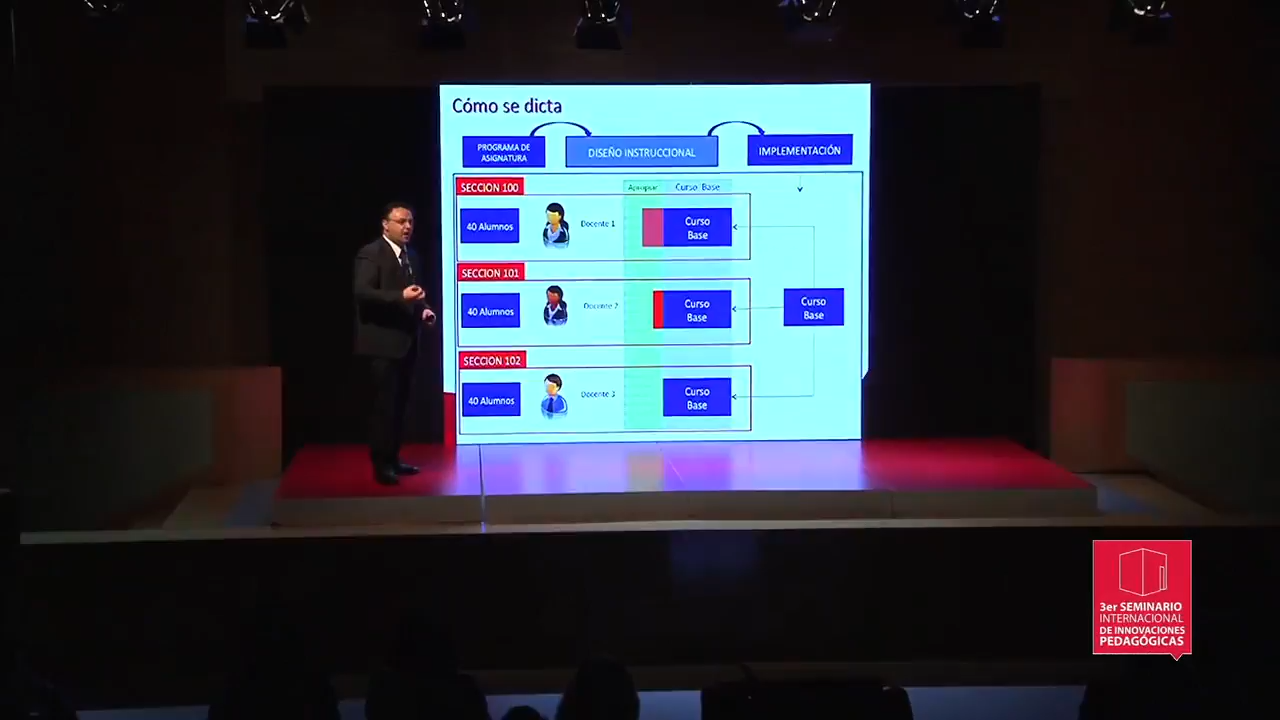 Cómo se dicta
PROGRAMA DE
ASIGNATURA
DISEÑO INSTRUCCIONAL
IMPLEMENTACIÓN
SECCION 100
Apropiar
Curso Base
40 Alumnos
Docente 1
Curso
Base
SECCION 101
40 Alumnos
Docente 2
Curso
Base
Curso
Base
SECCION 102
40 Alumnos
Docente 3
Curso
Base
3er SEMINARIO
INTERNACIONAL
DE INNOVACIONES
PEDAGÓGICAS